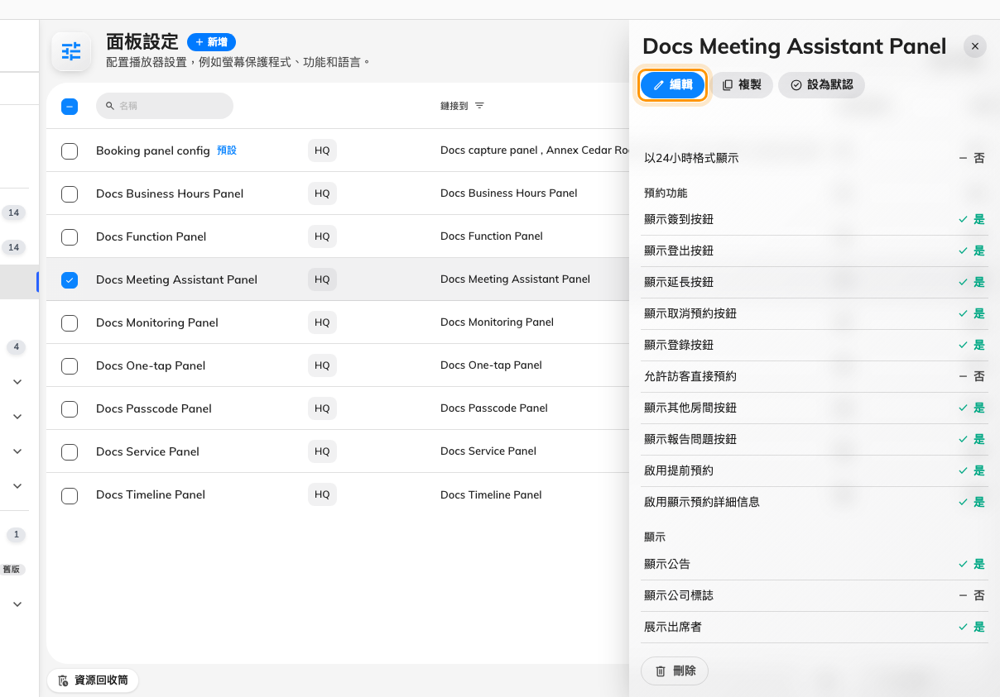 面板設定
+ 新增
配置播放器設置，例如螢幕保護程式、功能和語言。
名稱
鏈接到
Booking panel config 預設
HQ
Docs capture panel , Annex Cedar Ro
Docs Business Hours Panel
HQ
Docs Business Hours Panel
Docs Function Panel
HQ
Docs Function Panel
Docs Meeting Assistant Panel
HQ
Docs Meeting Assistant Panel
Docs Monitoring Panel
HQ
Docs Monitoring Panel
Docs One-tap Panel
HQ
Docs One-tap Panel
Docs Passcode Panel
HQ
Docs Passcode Panel
Docs Service Panel
HQ
Docs Service Panel
Docs Timeline Panel
HQ
Docs Timeline Panel
14
14
4
1
舊版
資源回收筒
Docs Meeting Assistant Panel
編輯
複製
設為默認
以24小時格式顯示
否
預約功能
顯示簽到按鈕
是
顯示登出按鈕
是
顯示延長按鈕
是
顯示取消預約按鈕
是
顯示登錄按鈕
是
允許訪客直接預約
否
顯示其他房間按鈕
是
顯示報告問題按鈕
是
啟用提前預約
是
啟用顯示預約詳細信息
是
顯示
顯示公告
是
顯示公司標誌
否
展示出席者
是
刪除